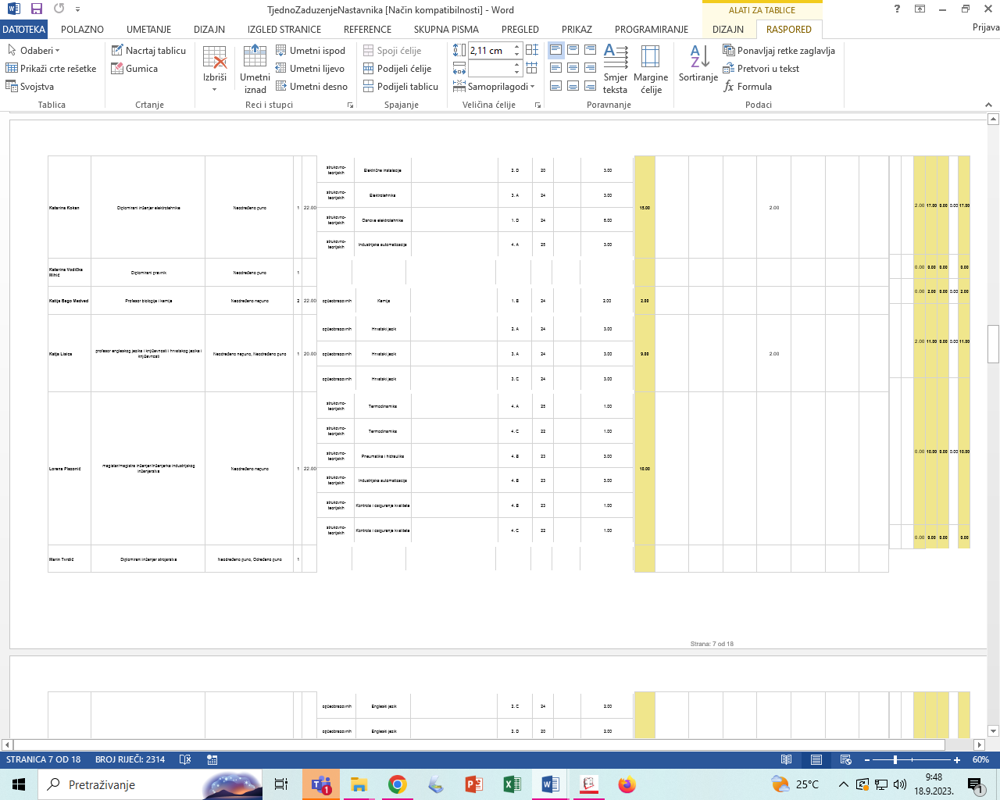 TjednoZaduzenjeNastavnika [Način kompatibilnosti] - Word
ALATI ZA TABLICE
DATOTEKA POLAZNO UMETANJE DIZAJN IZGLED STRANICE REFERENCE SKUPNA PISMA PREGLED PRIKAZ PROGRAMIRANJE DIZAJN RASPORED Prijava
Odaberi
Prikaži crte rešetke
Svojstva
Tablica
Nacrtaj tablicu
Gumica
Crtanje
Izbriši
Umetni iznad
Umetni ispod
Umetni lijevo
Umetni desno
Reci i stupci
Spoji ćelije
Podijeli ćelije
Podijeli tablicu
Spajanje
2,11 cm
Samoprilagodi
Veličina ćelije
Smjer teksta
Margine ćelije
Poravnanje
Sortiranje
Ponavljaj retke zaglavlja
Pretvori u tekst
fx Formula
Podaci
Katarina Kokan Diplomirani inženjer elektrotehnike Neodređeno puno 1 22.00 15.00 2.00 2.00 17.00 0.00 0.00 17.00
strukovno-teorijskih Električne instalacije 2. D 20 3.00
strukovno-teorijskih Elektrotehnika 3. A 24 3.00
strukovno-teorijskih Osnove elektrotehnike 1. D 24 6.00
strukovno-teorijskih Industrijska automatizacija 4. A 25 3.00
Katarina Vodička Mihić Diplomirani pravnik Neodređeno puno 1 0.00 0.00 0.00 0.00
Katija Bago Medved Profesor biologije i kemije Neodređeno nepuno 2 22.00 općeobrazovnih Kemija 1. B 24 2.00 2.00 0.00 2.00 0.00 0.00 2.00
Katja Lisica profesor engleskog jezika i književnosti i hrvatskog jezika i književnosti Neodređeno nepuno, Neodređeno puno 1 20.00 9.00 2.00 2.00 11.00 0.00 0.00 11.00
općeobrazovnih Hrvatski jezik 2. A 24 3.00
općeobrazovnih Hrvatski jezik 3. A 24 3.00
općeobrazovnih Hrvatski jezik 3. C 24 3.00
Lorena magistar/magistra inženjer/inženjerka industrijskog inženjerstva Neodređeno nepuno 1 22.00 10.00 0.00 10.00 0.00 0.00 10.00
strukovno-teorijskih Termodinamika 4. A 25 1.00
strukovno-teorijskih Termodinamika 4. C 22 1.00
strukovno-teorijskih Pneumatika i hidraulika 4. B 23 3.00
strukovno-teorijskih Industrijska automatizacija 4. B 23 3.00
strukovno-teorijskih Kontrola i osiguranje kvalitete 4. B 23 1.00
strukovno-teorijskih Kontrola i osiguranje kvalitete 4. C 22 1.00
Marin Tvrdić Diplomirani inženjer strojarstva Neodređeno puno, Određeno puno 1 0.00 0.00 0.00 0.00
Strana: 7 od 18
općeobrazovnih Engleski jezik 2. C 24 2.00
općeobrazovnih Engleski jezik 2. D 20 2.00
STRANICA 7 OD 18 BROJ RIJEČI: 2314 60%
Pretraživanje 25°C 9:48
18.9.2023.